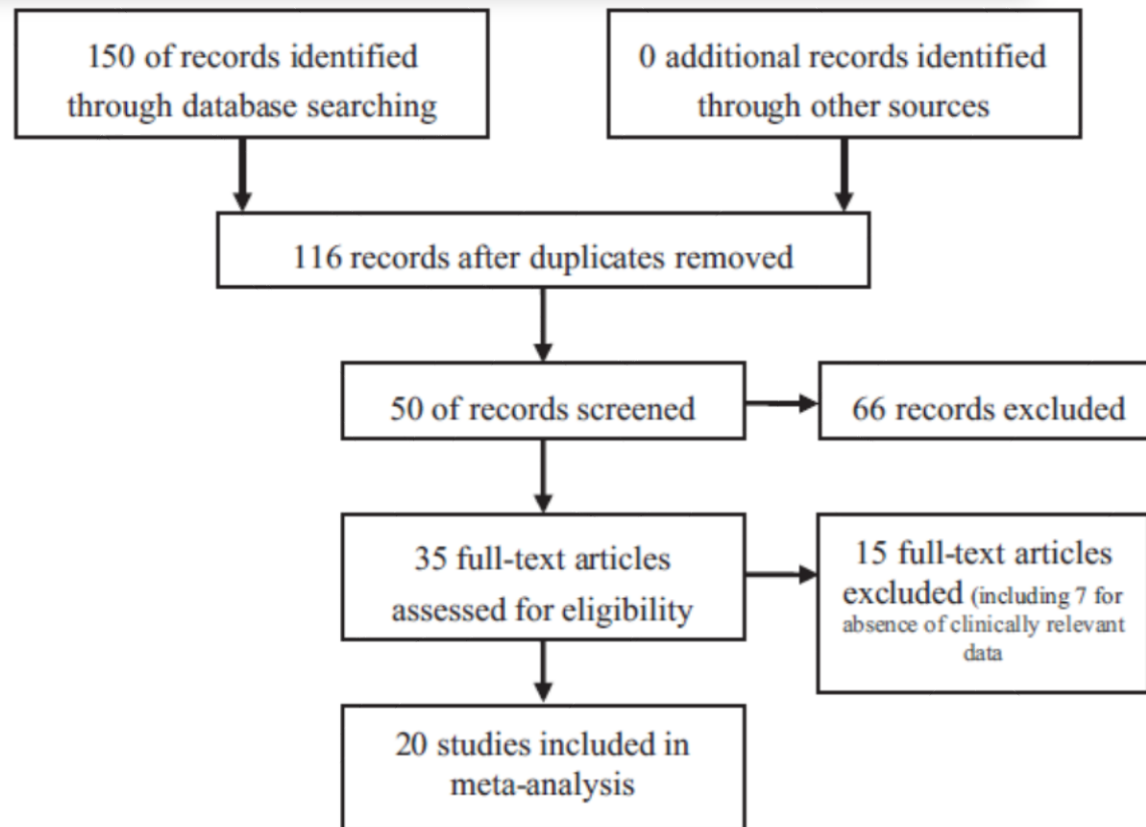 150 of records identified
through database searching
0 additional records identified
through other sources
116 records after duplicates removed
50 of records screened
66 records excluded
35 full-text articles
assessed for eligibility
15 full-text articles
excluded (including 7 for
absence of clinically relevant
data
20 studies included in
meta-analysis